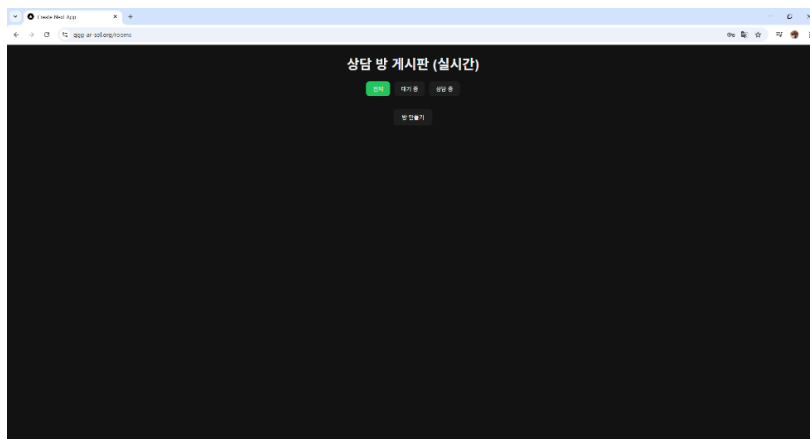 Create Next App
상담 방 게시판 (실시간)
전체 대기 중 상담 중
방 만들기